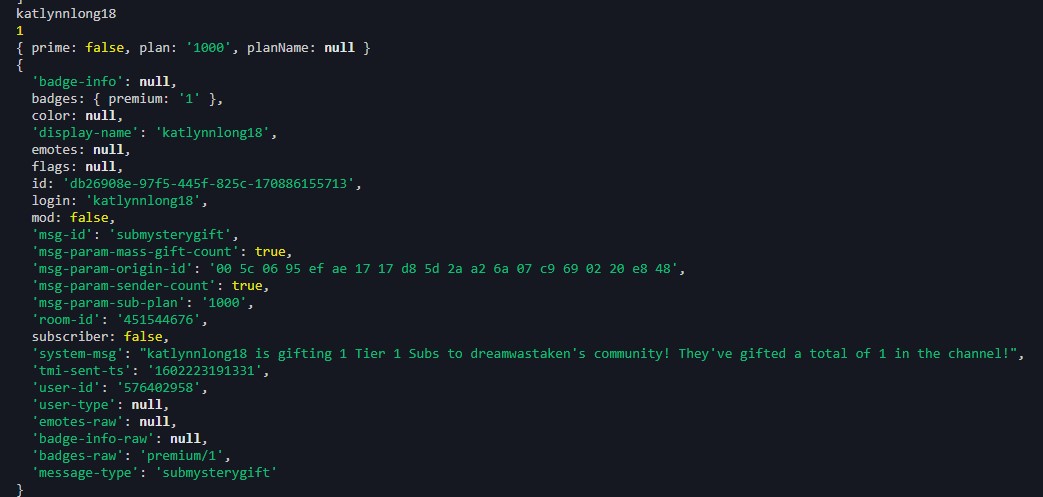 katlynnlong18
1
{ prime: false, plan: '1000', planName: null }
{
  'badge-info': null,
  badges: { premium: '1' },
  color: null,
  'display-name': 'katlynnlong18',
  emotes: null,
  flags: null,
  id: 'db26908e-97f5-445f-825c-170886155713',
  login: 'katlynnlong18',
  mod: false,
  'msg-id': 'submysterygift',
  'msg-param-mass-gift-count': true,
  'msg-param-origin-id': '00 5c 06 95 ef ae 17 17 d8 5d 2a a2 6a 07 c9 69 02 20 e8 48',
  'msg-param-sender-count': true,
  'msg-param-sub-plan': '1000',
  'room-id': '451544676',
  subscriber: false,
  'system-msg': "katlynnlong18 is gifting 1 Tier 1 Subs to dreamwastaken's community! They've gifted a total of 1 in the channel!",
  'tmi-sent-ts': '1602223191331',
  'user-id': '576402958',
  'user-type': null,
  'emotes-raw': null,
  'badge-info-raw': null,
  'badges-raw': 'premium/1',
  'message-type': 'submysterygift'
}